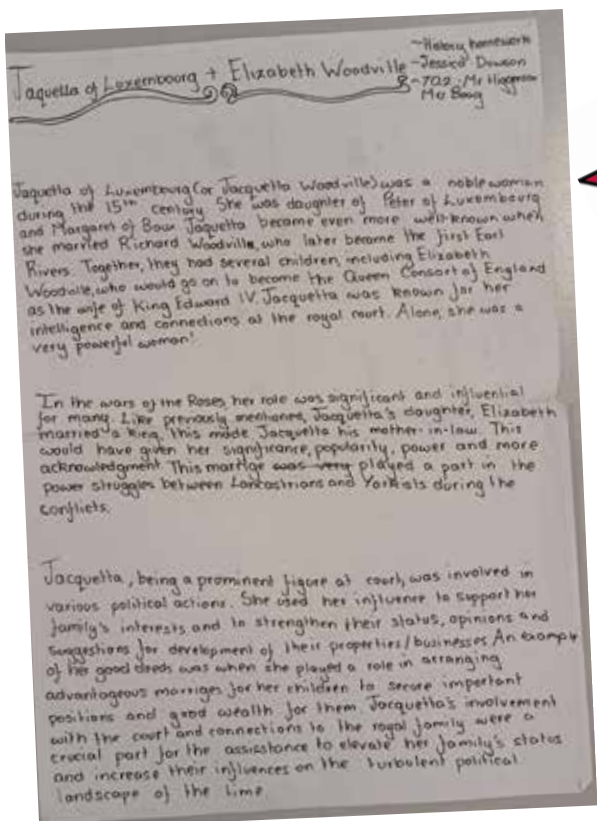 Jaquetta of Luxembourg + Elizabeth Woodville
~History homework
~Jessica Dowson
~7Q2 - Mr Higginson
Jaquetta of Luxembourg (or Jacquetta Woodville) was a noblewoman
during the 15th century. She was daughter of Peter of Luxembourg
and Margaret of Baux Jaquetta became even more well-known when
she married Richard Woodville, who later became the first Earl
Rivers. Together, they had several children, including Elizabeth
Woodville, who would go on to become the Queen Consort of England
as the wife of King Edward IV. Jacquetta was known for her
intelligence and connections at the royal court. Alone, she was a
very powerful woman!
In the wars of the Roses, her role was significant and influential
for many. Like previously mentioned, Jacquetta's daughter, Elizabeth
married a king, this made Jacquetta his mother-in-law. This
would have given her significance, popularity, power and more
acknowledgment This marriage was very played a part in the
power struggles between Lancastrians and Yorkists during the
conflicts.
Jacquetta, being a prominent figure at court, was involved in
various political actions. She used her influence to support her
family's interests and to strengthen their status, opinions and
suggestions for development of their properties/businesses An example
of her good deeds was when she played a role in arranging
advantageous marriges for her children to secure important
positions and good wealth for them. Jacquetta's involvement
with the court and connections to the royal family were a
crucial part for the assisstance to elevate her family's status
and increase their influences on the turbulent political
landscape of the time.